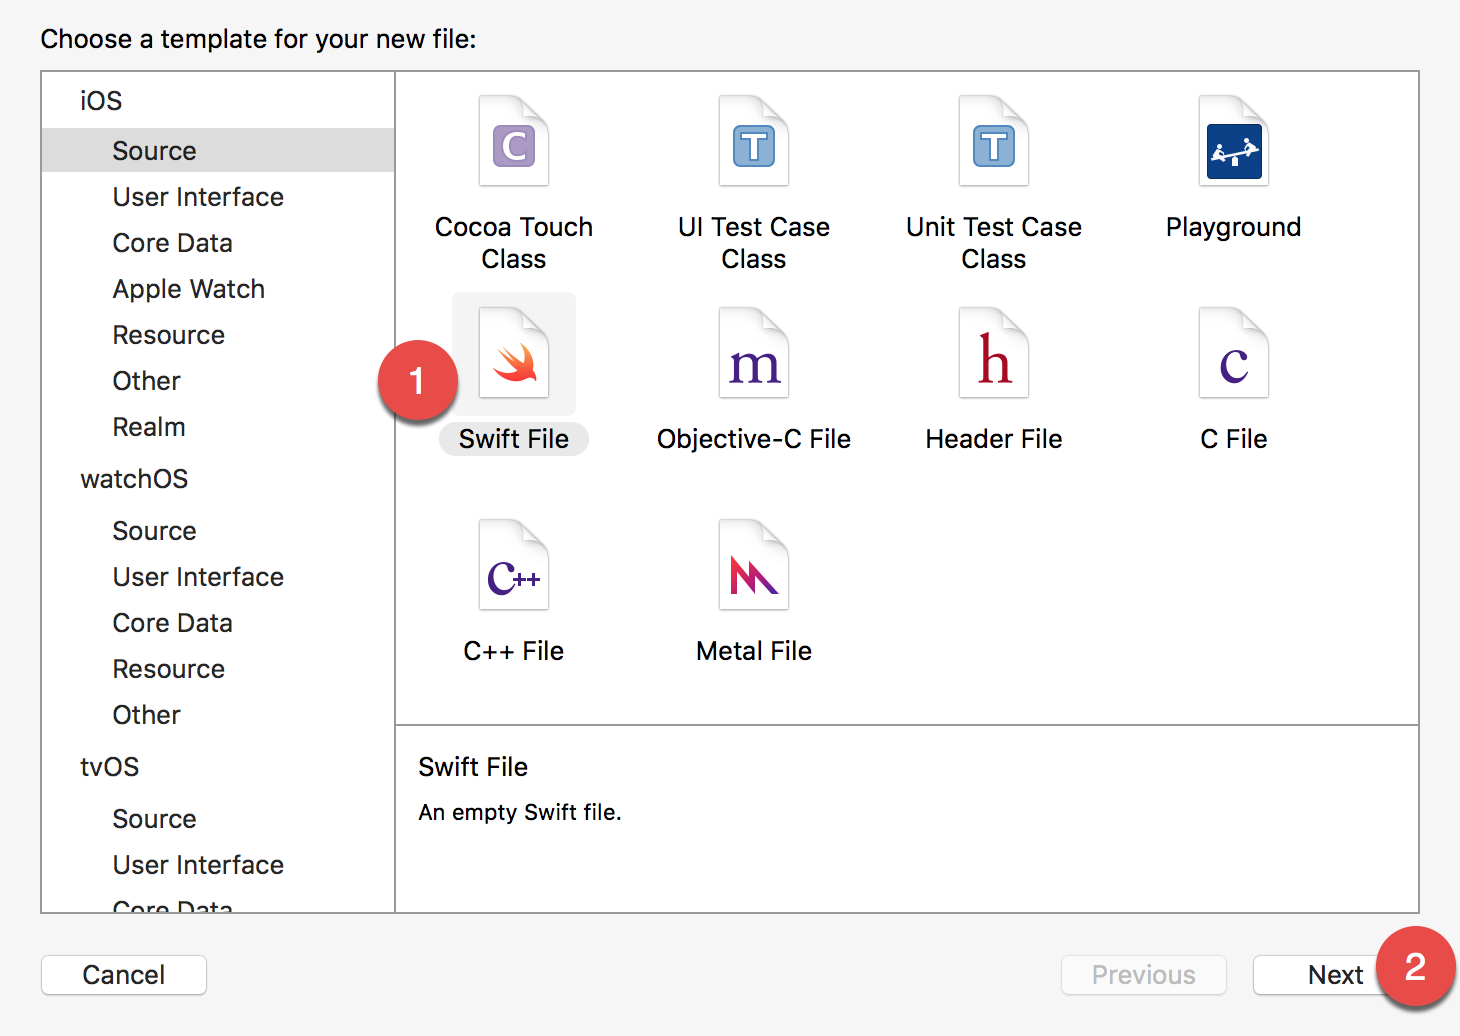 Choose a template for your new file:
iOS
Source
User Interface
Core Data
Apple Watch
Resource
Other
Realm
watchOS
Source
User Interface
Core Data
Resource
Other
tvOS
Source
User Interface
Core Data
C
T
T
Cocoa Touch
Class
UI Test Case
Class
Unit Test Case
Class
Playground
1
m
h
c
Swift File
Objective-C File
Header File
C File
C++
C++ File
Metal File
Swift File
An empty Swift file.
Cancel
Previous
Next
2